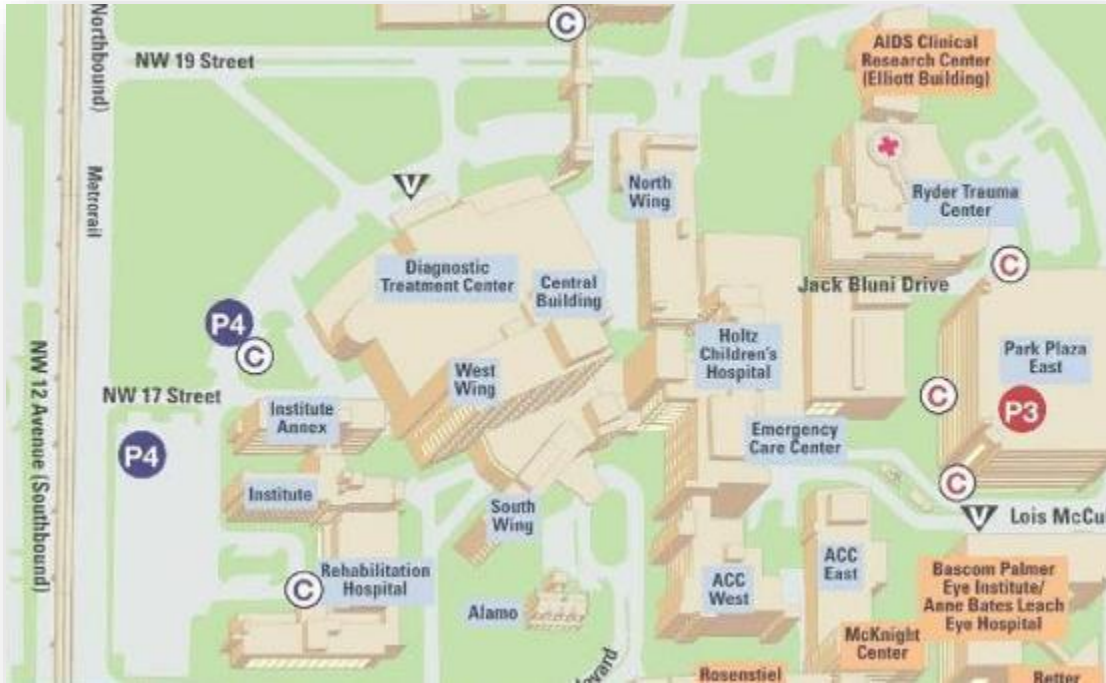 Northbound)
C
NW 19 Street
AIDS Clinical
Research Center
(Elliott Building)
Metrorail
V
North
Wing
Ryder Trauma
Center
Diagnostic
Treatment Center
Central
Building
C
Jack Bluni Drive
P4
C
Holtz
Children's
Hospital
Park Plaza
East
NW 12 Avenue (Southbound)
West
Wing
NW 17 Street
C
P3
Institute
Annex
Emergency
Care Center
P4
Institute
C
South
Wing
V
Lois McCu
ACC
East
Rehabilitation
Hospital
C
ACC
West
Bascom Palmer
Eye Institute/
Anne Bates Leach
Eye Hospital
Alamo
McKnight
Center
Rosenstiel
evard